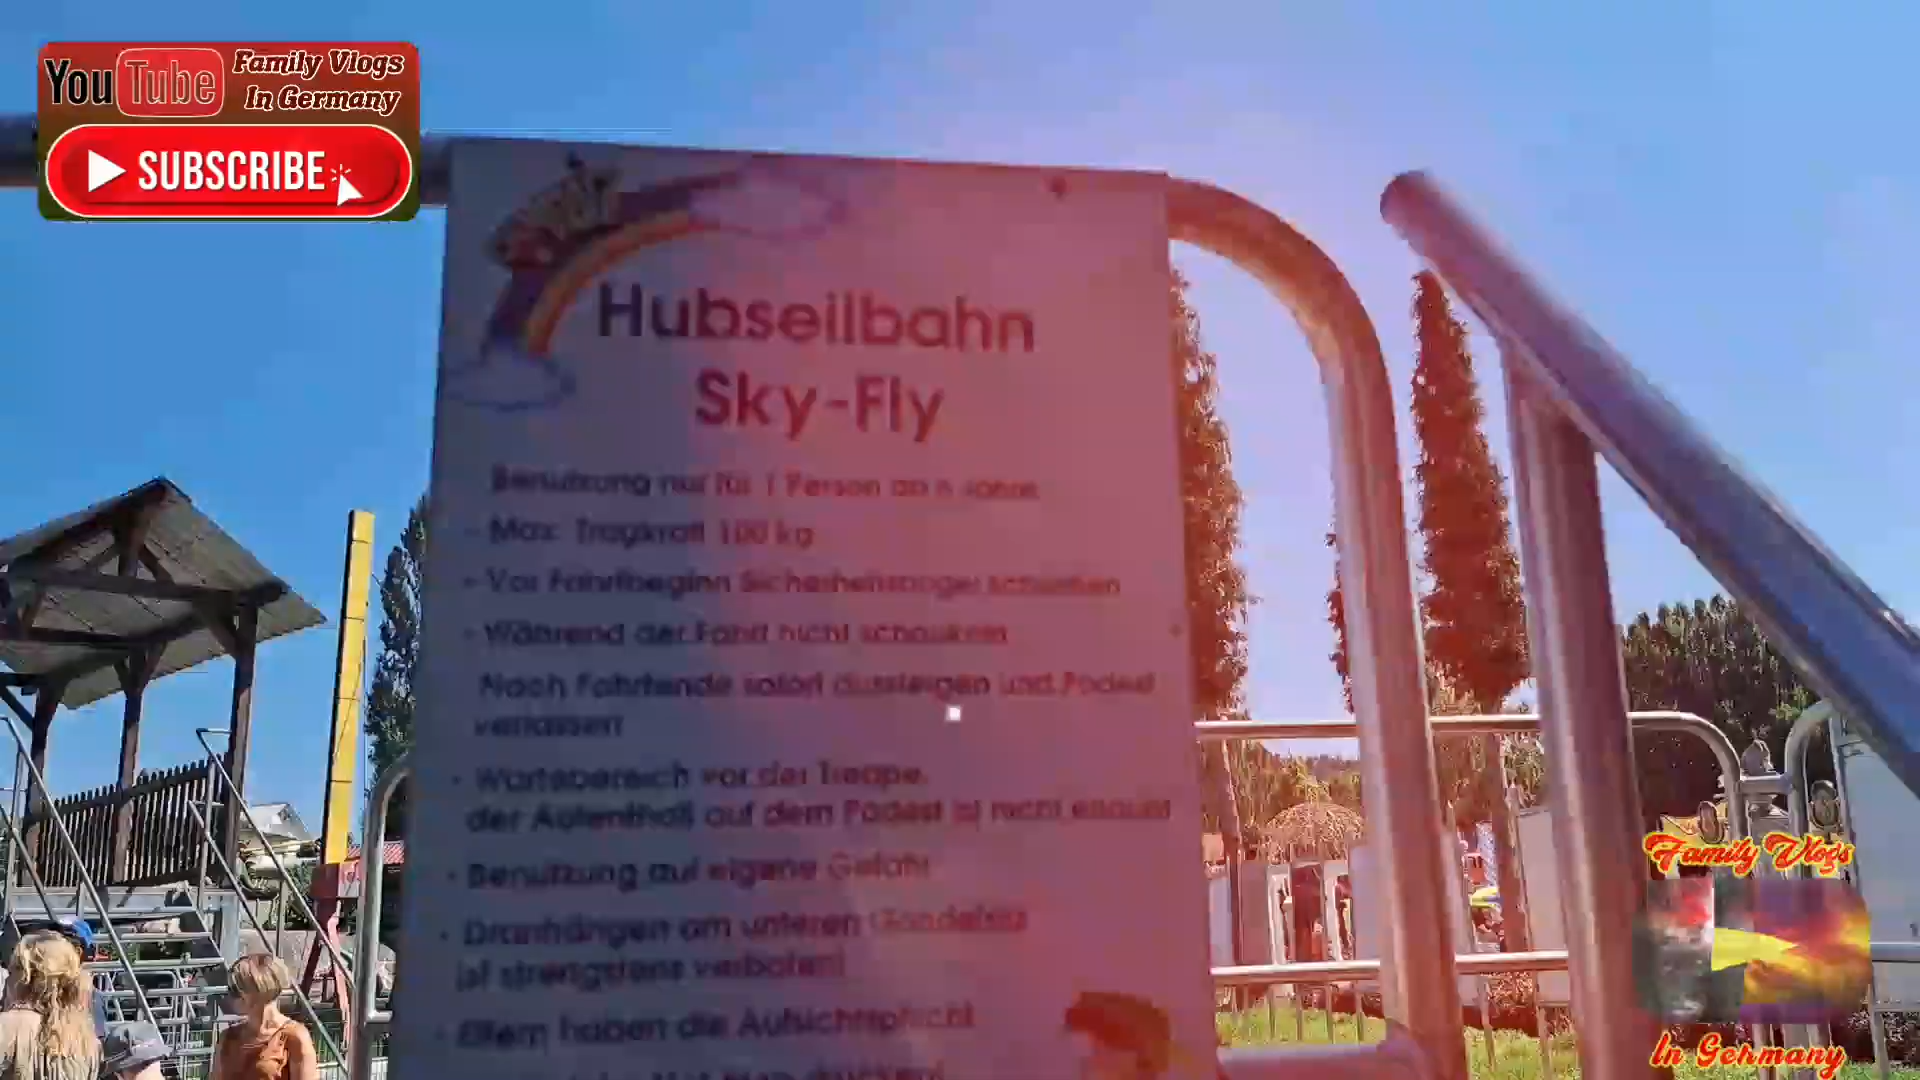 YouTube
Family Vlogs
In Germany
SUBSCRIBE
Hubseilbahn
Sky-Fly
Benutzung nur für 1 Person ab
- Max. Tragkraft 100 kg
- Vor Fahrtbeginn Sicherheitsbügel schließen
- Während der Fahrt nicht schaukeln
Nach Fahrtende sofort aussteigen und Podest
verlassen
- Wartebereich vor der Treppe,
der Aufenthalt auf dem Podest ist nicht erlaubt
- Benutzung auf eigene Gefahr
- Dranhängen am unteren Gondelsitz
ist strengstens verboten!
- Eltern haben die Aufsichtspflicht
Family Vlogs
In Germany